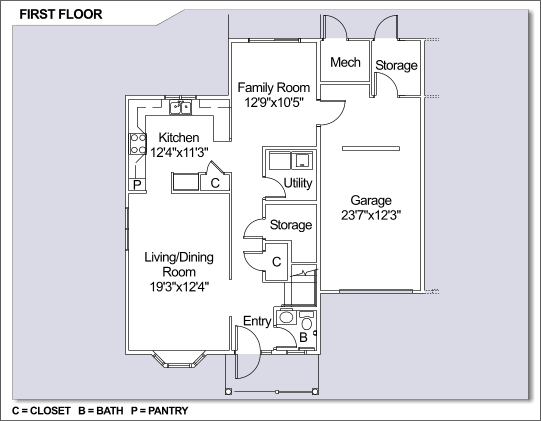 FIRST FLOOR
Mech
Storage
Family Room
12'9"x10'5"
Kitchen
12'4"x11'3"
P
C
Utility
Garage
23'7"x12'3"
Storage
C
Living/Dining
Room
19'3"x12'4"
Entry
B
C = CLOSET B = BATH P = PANTRY